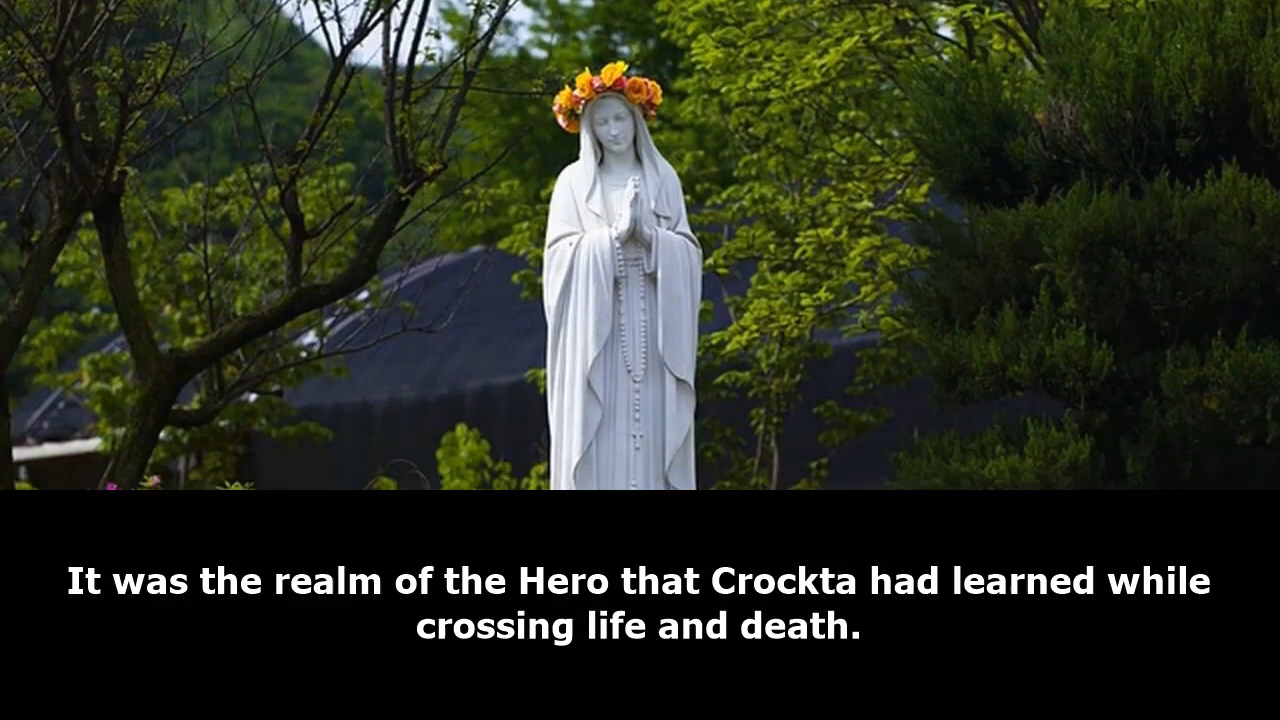 It was the realm of the Hero that Crockta had learned while
crossing life and death.